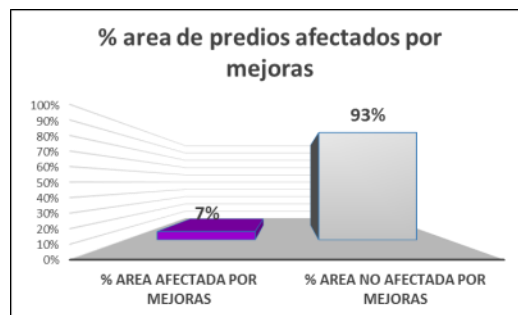 % area de predios afectados por
mejoras
100%
90%
80%
70%
60%
50%
40%
30%
20%
10%
0%
7%
93%
% AREA AFECTADA POR
MEJORAS
% AREA NO AFECTADA POR
MEJORAS